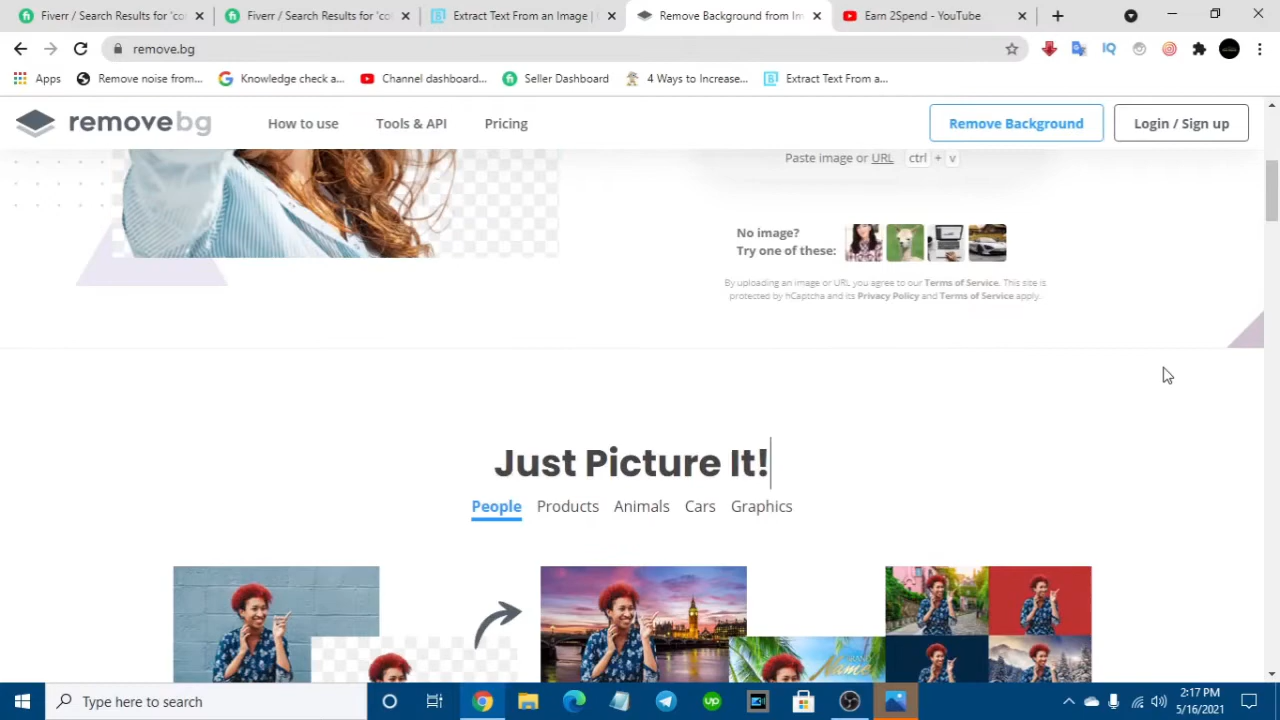 Fiverr / Search Results for "co
Fiverr / Search Results for 'co
Extract Text From an Image | C
Remove Background from Im
Earn 2Spend - YouTube
remove.bg
Apps
Remove noise from...
Knowledge check a...
Channel dashboard...
Seller Dashboard
4 Ways to Increase...
Extract Text From a...
removebg
How to use
Tools & API
Pricing
Remove Background
Login / Sign up
Paste image or URL ctrl + v
No image?
Try one of these:
By uploading an image or URL you agree to our Terms of Service. This site is
protected by hCaptcha and its Privacy Policy and Terms of Service apply.
Just Picture It!
People Products Animals Cars Graphics
Type here to search
2:17 PM
5/16/2021